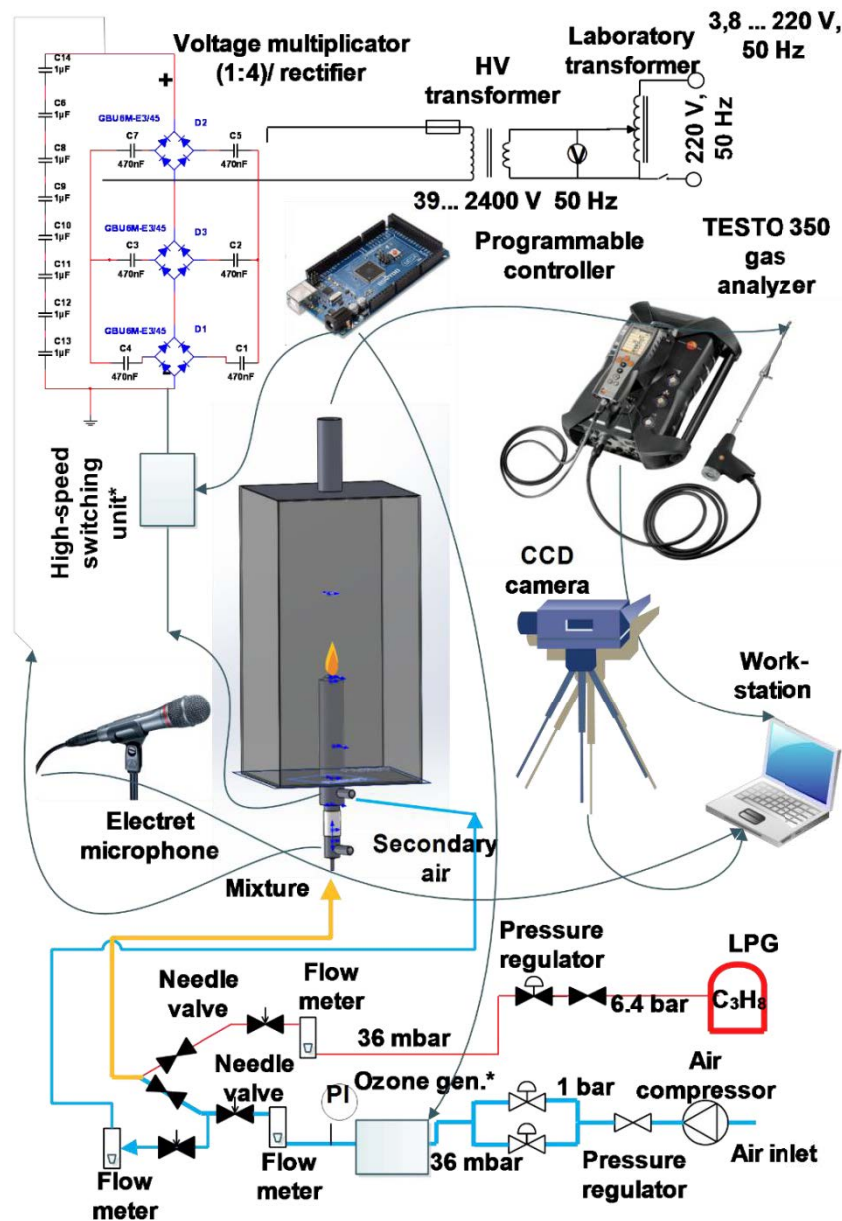 3,8 ... 220 V,
50 Hz
Voltage multiplicator
(1:4)/ rectifier
Laboratory
transformer
HV
transformer
C14
1µF
+
C6
1µF
GBU6M-E3/45
D2
C7
470nF
C5
470nF
C8
1µF
V
220 V,
50 Hz
C9
1µF
39... 2400 V 50 Hz
C10
1µF
GBU6M-E3/45
D3
C3
470nF
C2
470nF
C11
1µF
Programmable
controller
TESTO 350
gas
analyzer
C12
1µF
GBU6M-E3/45
D1
C13
1µF
C4
470nF
C1
470nF
-
High-speed
switching
unit*
CCD
camera
Work-
station
Electret
microphone
Secondary
air
Mixture
Pressure
regulator
LPG
Needle
valve
Flow
meter
C₃H₈
6.4 bar
36 mbar
Needle
valve
PI
Ozone gen.*
1 bar
Air
compressor
36 mbar
Flow
meter
Flow
meter
Pressure
regulator
Air inlet